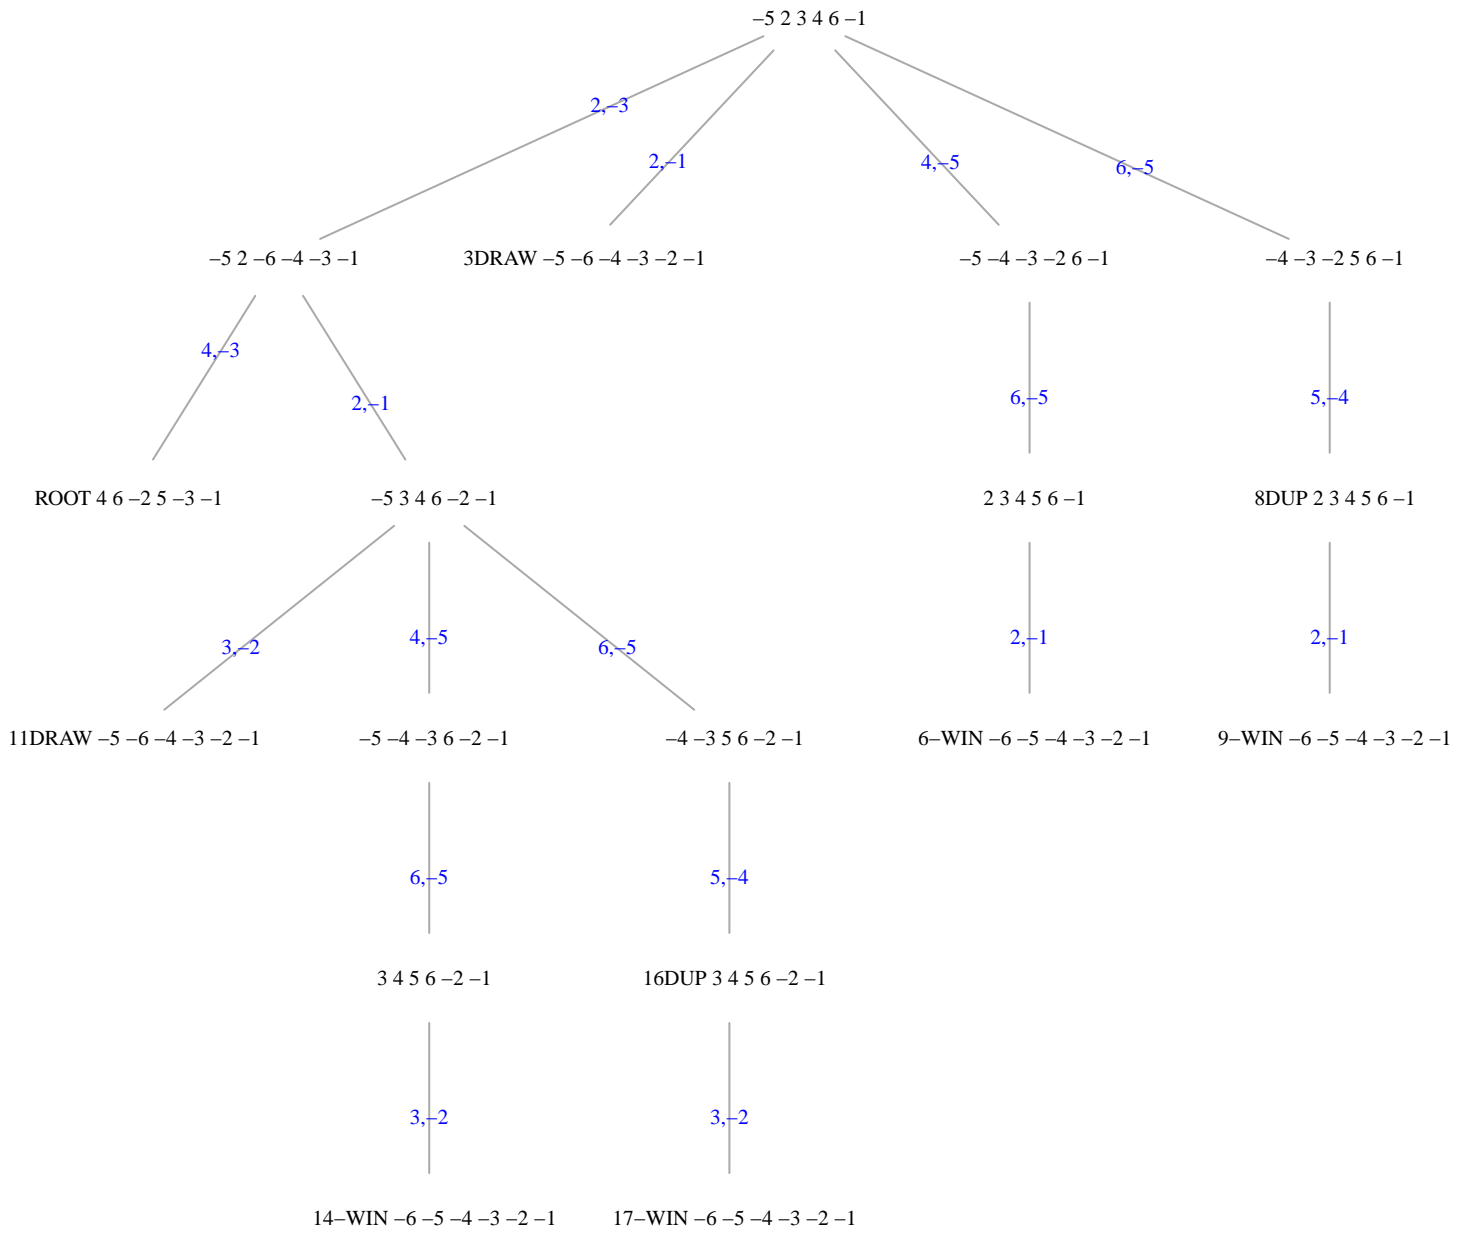 –5 2 3 4 6 –1
2,–3
2,–1
4,–5
6,–5
–5 2 –6 –4 –3 –1
3DRAW –5 –6 –4 –3 –2 –1
–5 –4 –3 –2 6 –1
–4 –3 –2 5 6 –1
4,–3
2,–1
6,–5
5,–4
ROOT 4 6 –2 5 –3 –1
–5 3 4 6 –2 –1
2 3 4 5 6 –1
8DUP 2 3 4 5 6 –1
3,–2
4,–5
6,–5
2,–1
2,–1
11DRAW –5 –6 –4 –3 –2 –1
–5 –4 –3 6 –2 –1
–4 –3 5 6 –2 –1
6–WIN –6 –5 –4 –3 –2 –1
9–WIN –6 –5 –4 –3 –2 –1
6,–5
5,–4
3 4 5 6 –2 –1
16DUP 3 4 5 6 –2 –1
3,–2
3,–2
14–WIN –6 –5 –4 –3 –2 –1
17–WIN –6 –5 –4 –3 –2 –1